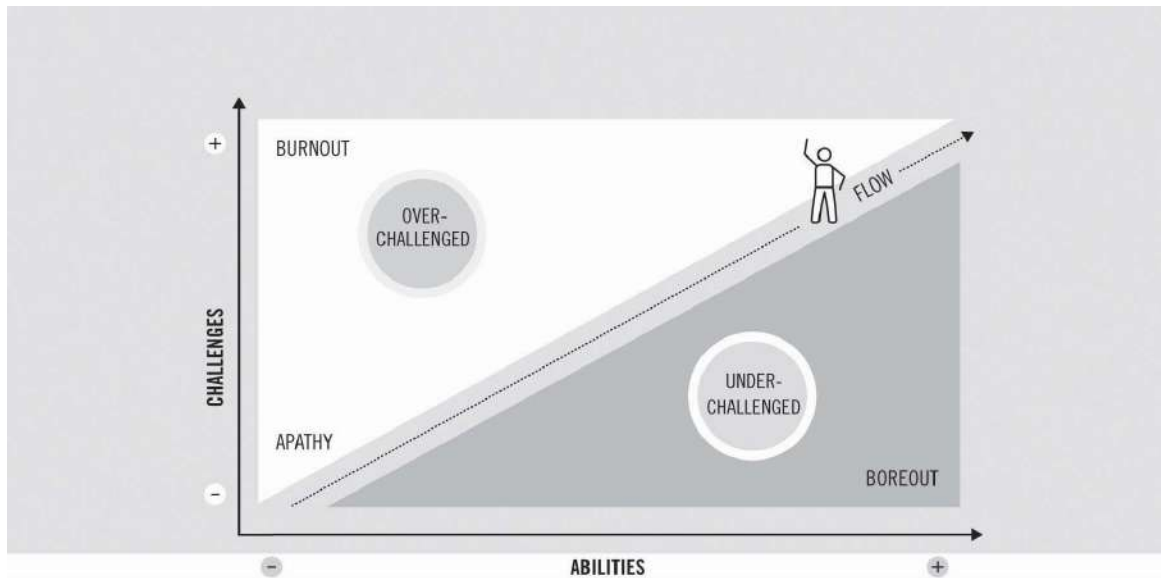 +
BURNOUT
OVER-
CHALLENGED
FLOW
CHALLENGES
UNDER-
CHALLENGED
APATHY
BOREOUT
−
− ABILITIES +